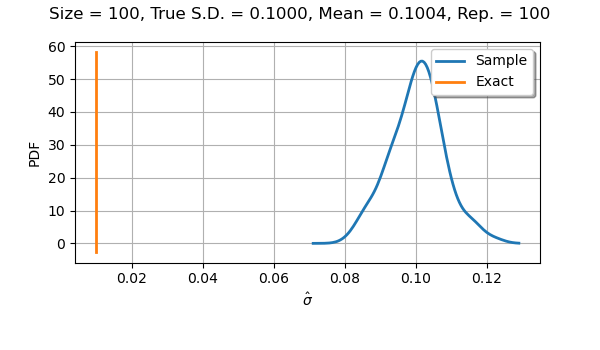 Size = 100, True S.D. = 0.1000, Mean = 0.1004, Rep. = 100
60
50
40
30
20
10
0
PDF
Sample
Exact
0.02 0.04 0.06 0.08 0.10 0.12
σ̂